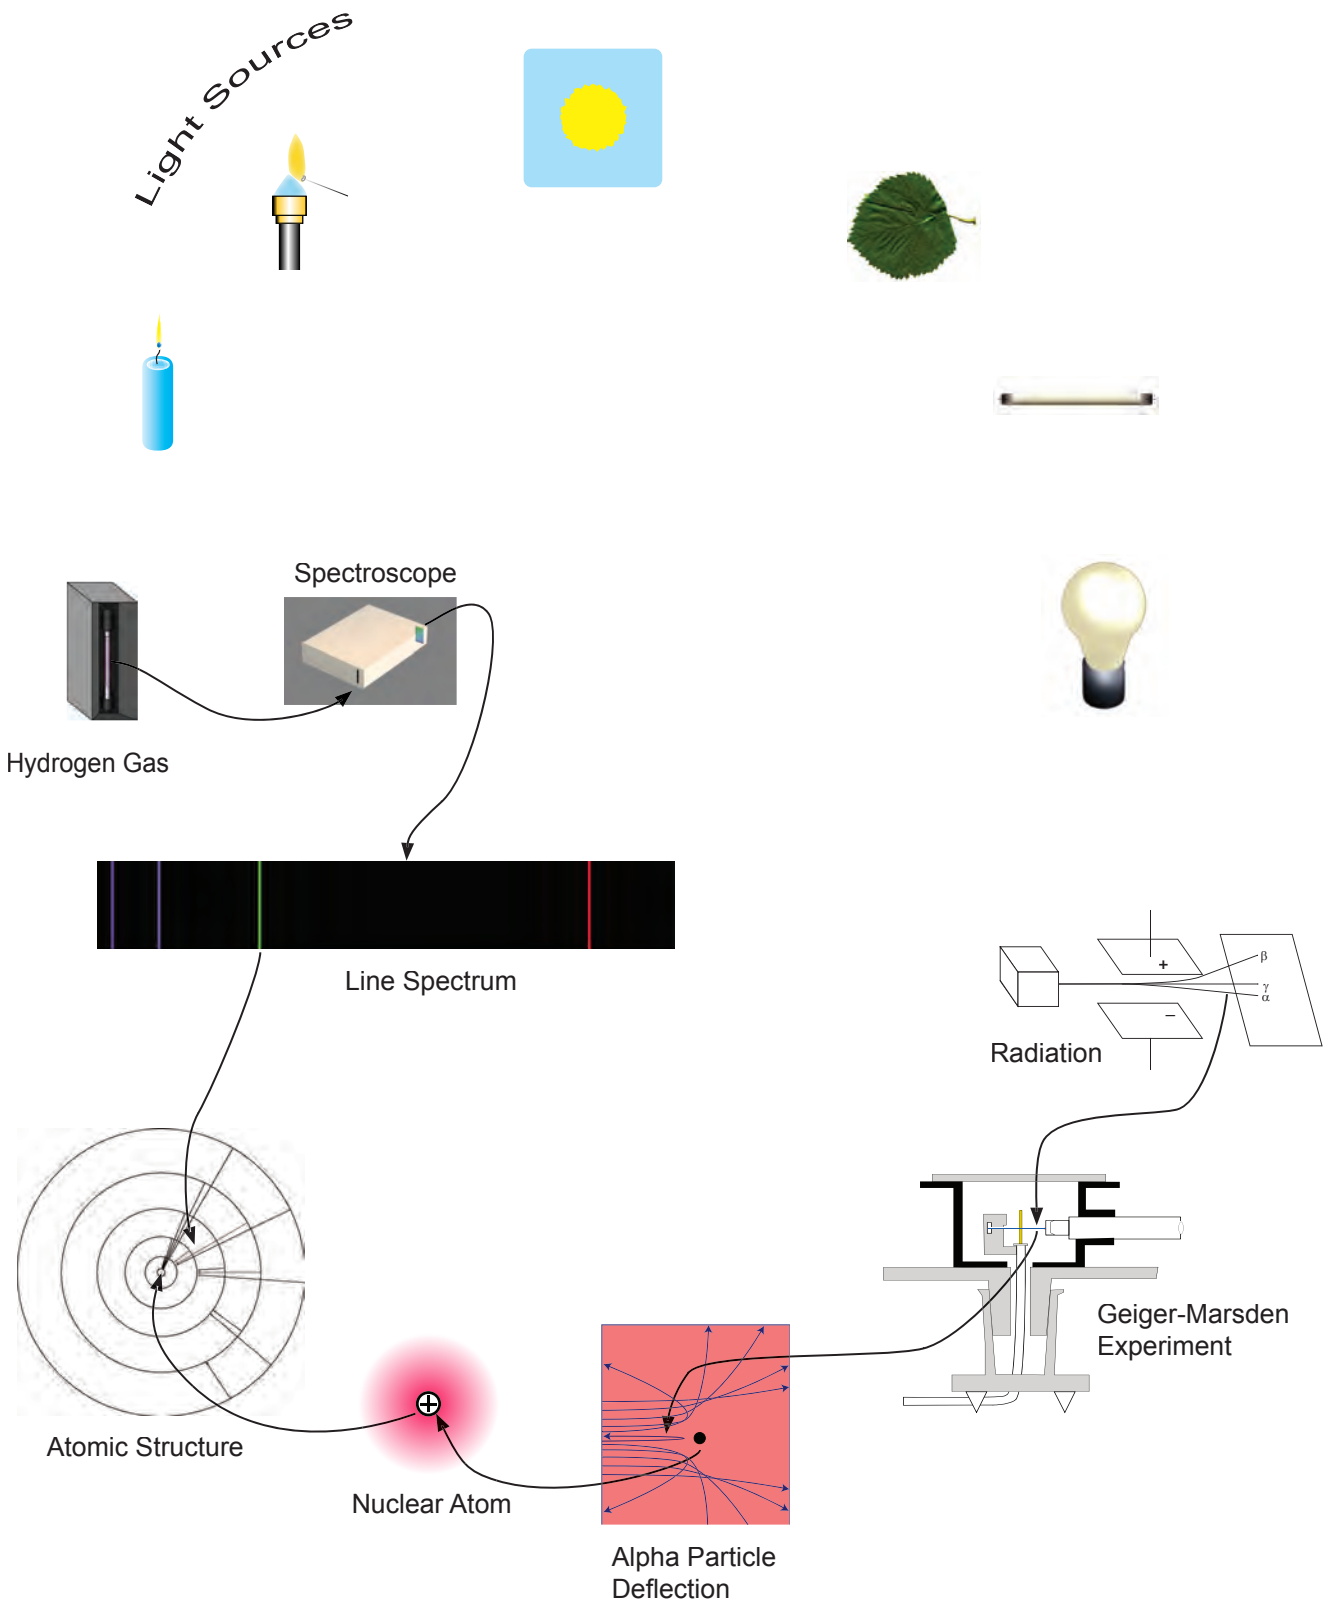 Light Sources
Spectroscope
Hydrogen Gas
Line Spectrum
+
β
γ
α
–
Radiation
Geiger-Marsden
Experiment
Atomic Structure
+
Nuclear Atom
Alpha Particle
Deflection